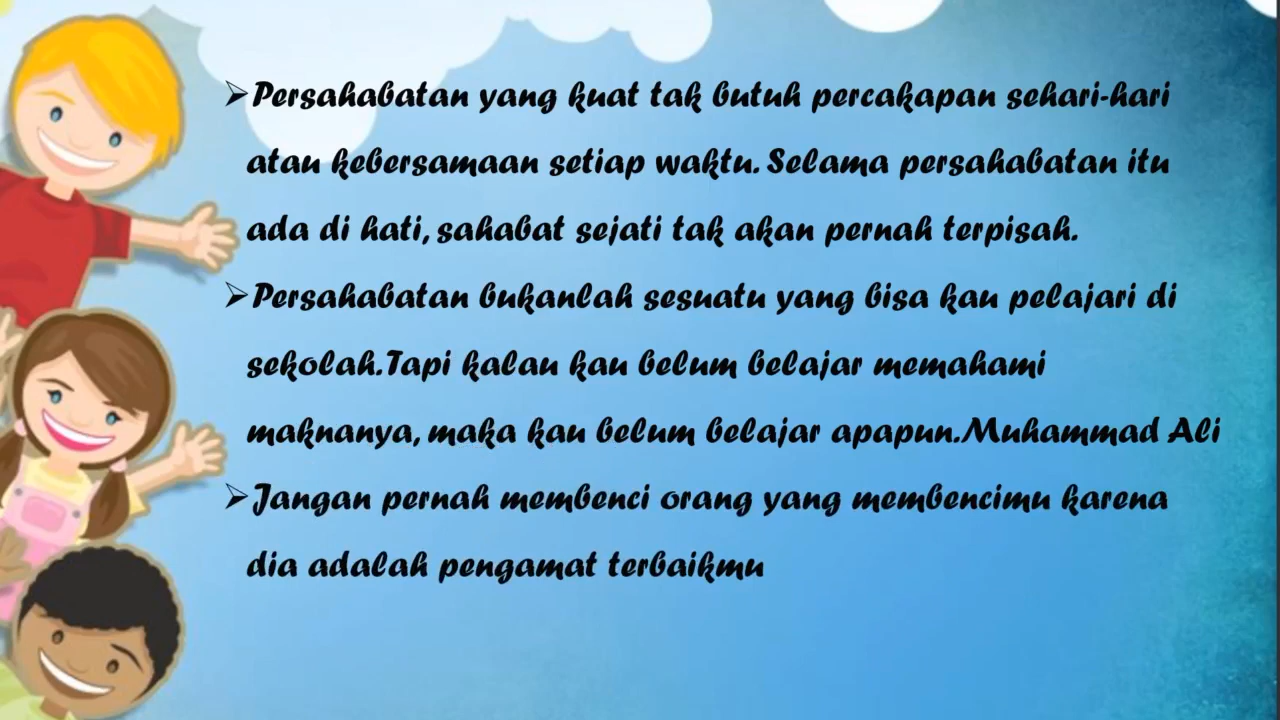 ➢Persahabatan yang kuat tak butuh percakapan sehari-hari
atau kebersamaan setiap waktu. Selama persahabatan itu
ada di hati, sahabat sejati tak akan pernah terpisah.
➢Persahabatan bukanlah sesuatu yang bisa kau pelajari di
sekolah.Tapi kalau kau belum belajar memahami
maknanya, maka kau belum belajar apapun.Muhammad Ali
➢Jangan pernah membenci orang yang membencimu karena
dia adalah pengamat terbaikmu